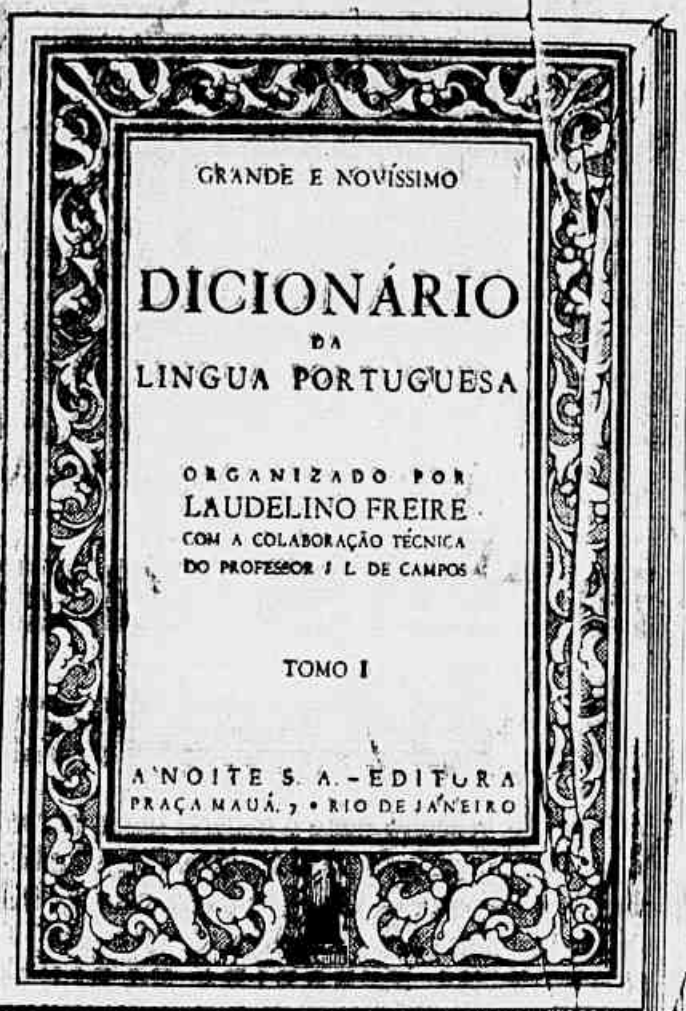 GRANDE E NOVÍSSIMO
DICIONÁRIO
DA
LINGUA PORTUGUESA
ORGANIZADO POR
LAUDELINO FREIRE
COM A COLABORAÇÃO TÉCNICA
DO PROFESSOR J L. DE CAMPOS
TOMO I
A NOITE S. A. - EDITURA
PRAÇA MAUÁ, 7 • RIO DE JANEIRO